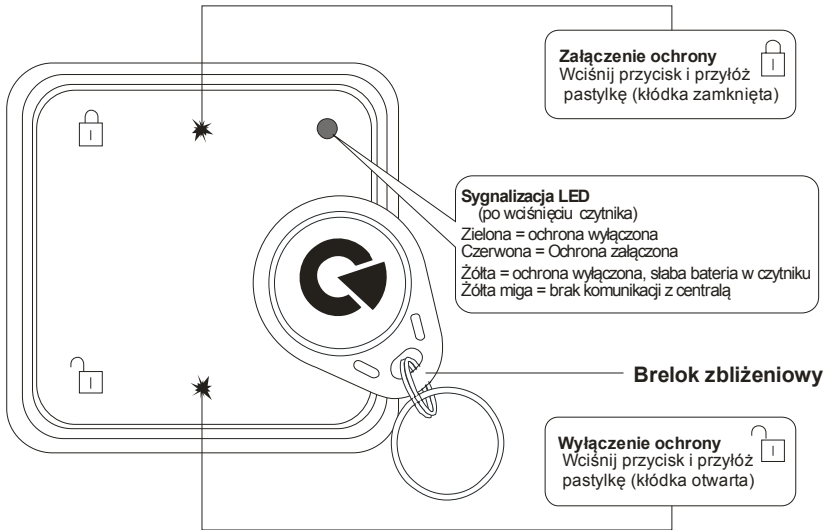 Załączenie ochrony
Wciśnij przycisk i przyłóż
pastylkę (kłódka zamknięta)
Sygnalizacja LED
(po wciśnięciu czytnika)
Zielona = ochrona wyłączona
Czerwona = Ochrona załączona
Żółta = ochrona wyłączona, słaba bateria w czytniku
Żółta miga = brak komunikacji z centralą
Brelok zbliżeniowy
Wyłączenie ochrony
Wciśnij przycisk i przyłóż
pastylkę (kłódka otwarta)